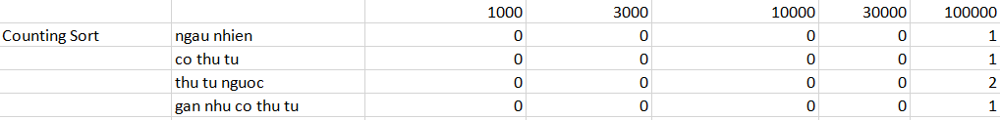 1000 3000 10000 30000 100000
Counting Sort ngau nhien 0 0 0 0 1
co thu tu 0 0 0 0 1
thu tu nguoc 0 0 0 0 2
gan nhu co thu tu 0 0 0 0 1